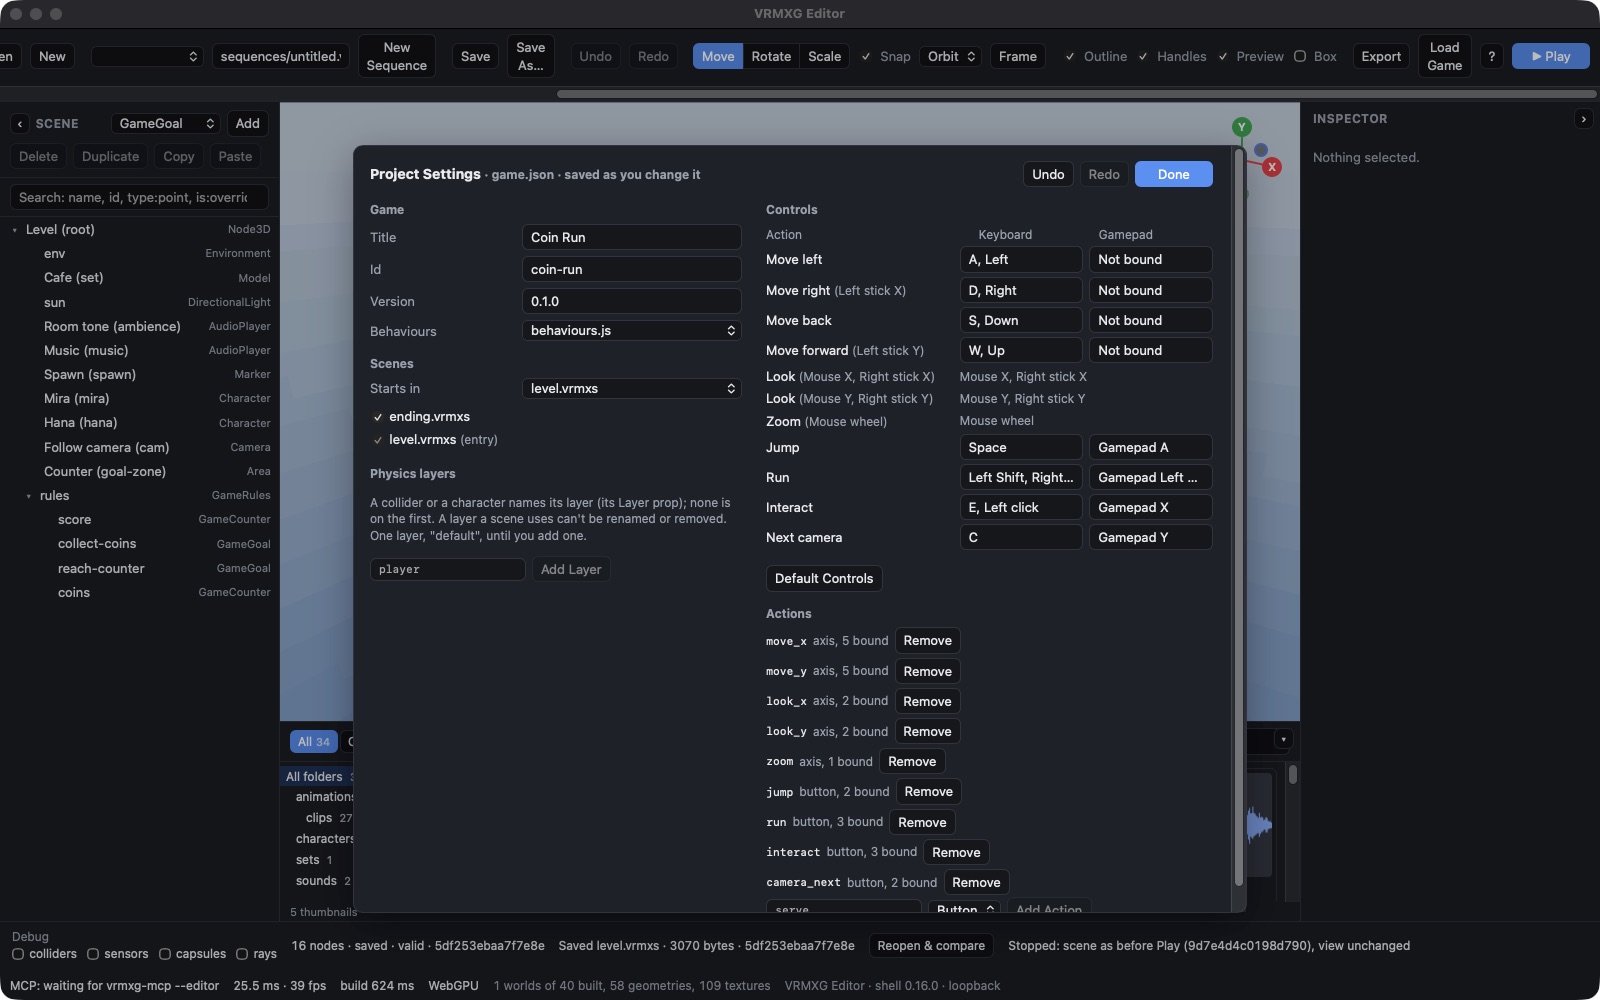 VRMXG Editor
en
New
sequences/untitled.
New Sequence
Save
Save As...
Undo
Redo
Move
Rotate
Scale
Snap
Orbit
Frame
Outline
Handles
Preview
Box
Export
Load Game
?
Play
SCENE
GameGoal
Add
Delete
Duplicate
Copy
Paste
Search: name, id, type:point, is:overri
Level (root) Node3D
env Environment
Cafe (set) Model
sun DirectionalLight
Room tone (ambience) AudioPlayer
Music (music) AudioPlayer
Spawn (spawn) Marker
Mira (mira) Character
Hana (hana) Character
Follow camera (cam) Camera
Counter (goal-zone) Area
rules GameRules
score GameCounter
collect-coins GameGoal
reach-counter GameGoal
coins GameCounter
Project Settings · game.json · saved as you change it
Undo
Redo
Done
Game
Title Coin Run
Id coin-run
Version 0.1.0
Behaviours behaviours.js
Scenes
Starts in level.vrmxs
ending.vrmxs
level.vrmxs (entry)
Physics layers
A collider or a character names its layer (its Layer prop); none is
on the first. A layer a scene uses can't be renamed or removed.
One layer, "default", until you add one.
player Add Layer
Controls
Action Keyboard Gamepad
Move left A, Left Not bound
Move right (Left stick X) D, Right Not bound
Move back S, Down Not bound
Move forward (Left stick Y) W, Up Not bound
Look (Mouse X, Right stick X) Mouse X, Right stick X
Look (Mouse Y, Right stick Y) Mouse Y, Right stick Y
Zoom (Mouse wheel) Mouse wheel
Jump Space Gamepad A
Run Left Shift, Right... Gamepad Left ...
Interact E, Left click Gamepad X
Next camera C Gamepad Y
Default Controls
Actions
move_x axis, 5 bound Remove
move_y axis, 5 bound Remove
look_x axis, 2 bound Remove
look_y axis, 2 bound Remove
zoom axis, 1 bound Remove
jump button, 2 bound Remove
run button, 3 bound Remove
interact button, 3 bound Remove
camera_next button, 2 bound Remove
serve Button Add Action
Y
X
INSPECTOR
Nothing selected.
All 34
All folders
animations
clips 27
characters
sets 1
sounds 2
5 thumbnails
Debug
colliders
sensors
capsules
rays
16 nodes · saved · valid · 5df253ebaa7f7e8e
Saved level.vrmxs · 3070 bytes · 5df253ebaa7f7e8e
Reopen & compare
Stopped: scene as before Play (9d7e4d4c0198d790), view unchanged
MCP: waiting for vrmxg-mcp --editor
25.5 ms · 39 fps
build 624 ms
WebGPU
1 worlds of 40 built, 58 geometries, 109 textures
VRMXG Editor · shell 0.16.0 · loopback